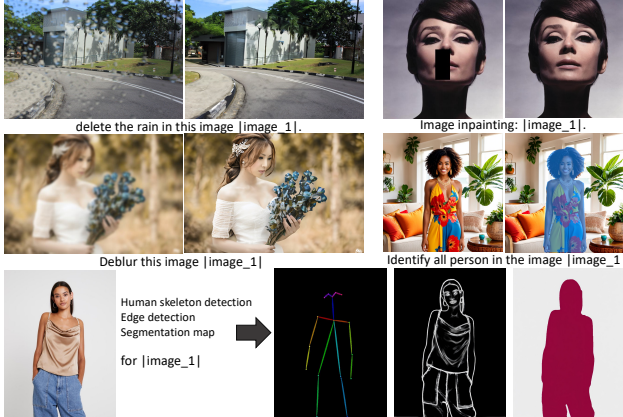 delete the rain in this image |image_1|.
Image inpainting: |image_1|.
Deblur this image |image_1|
Identify all person in the image |image_1
Human skeleton detection
Edge detection
Segmentation map
for |image_1|